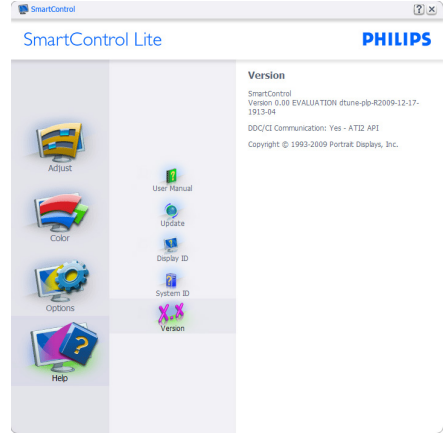 SmartControl
SmartControl Lite
PHILIPS
Adjust
Color
Options
Help
User Manual
Update
Display ID
System ID
X.X
Version
Version
SmartControl
Version 0.00 EVALUATION dtune-plp-R2009-12-17-
1913-04
DDC/CI Communication: Yes - ATI2 API
Copyright © 1993-2009 Portrait Displays, Inc.